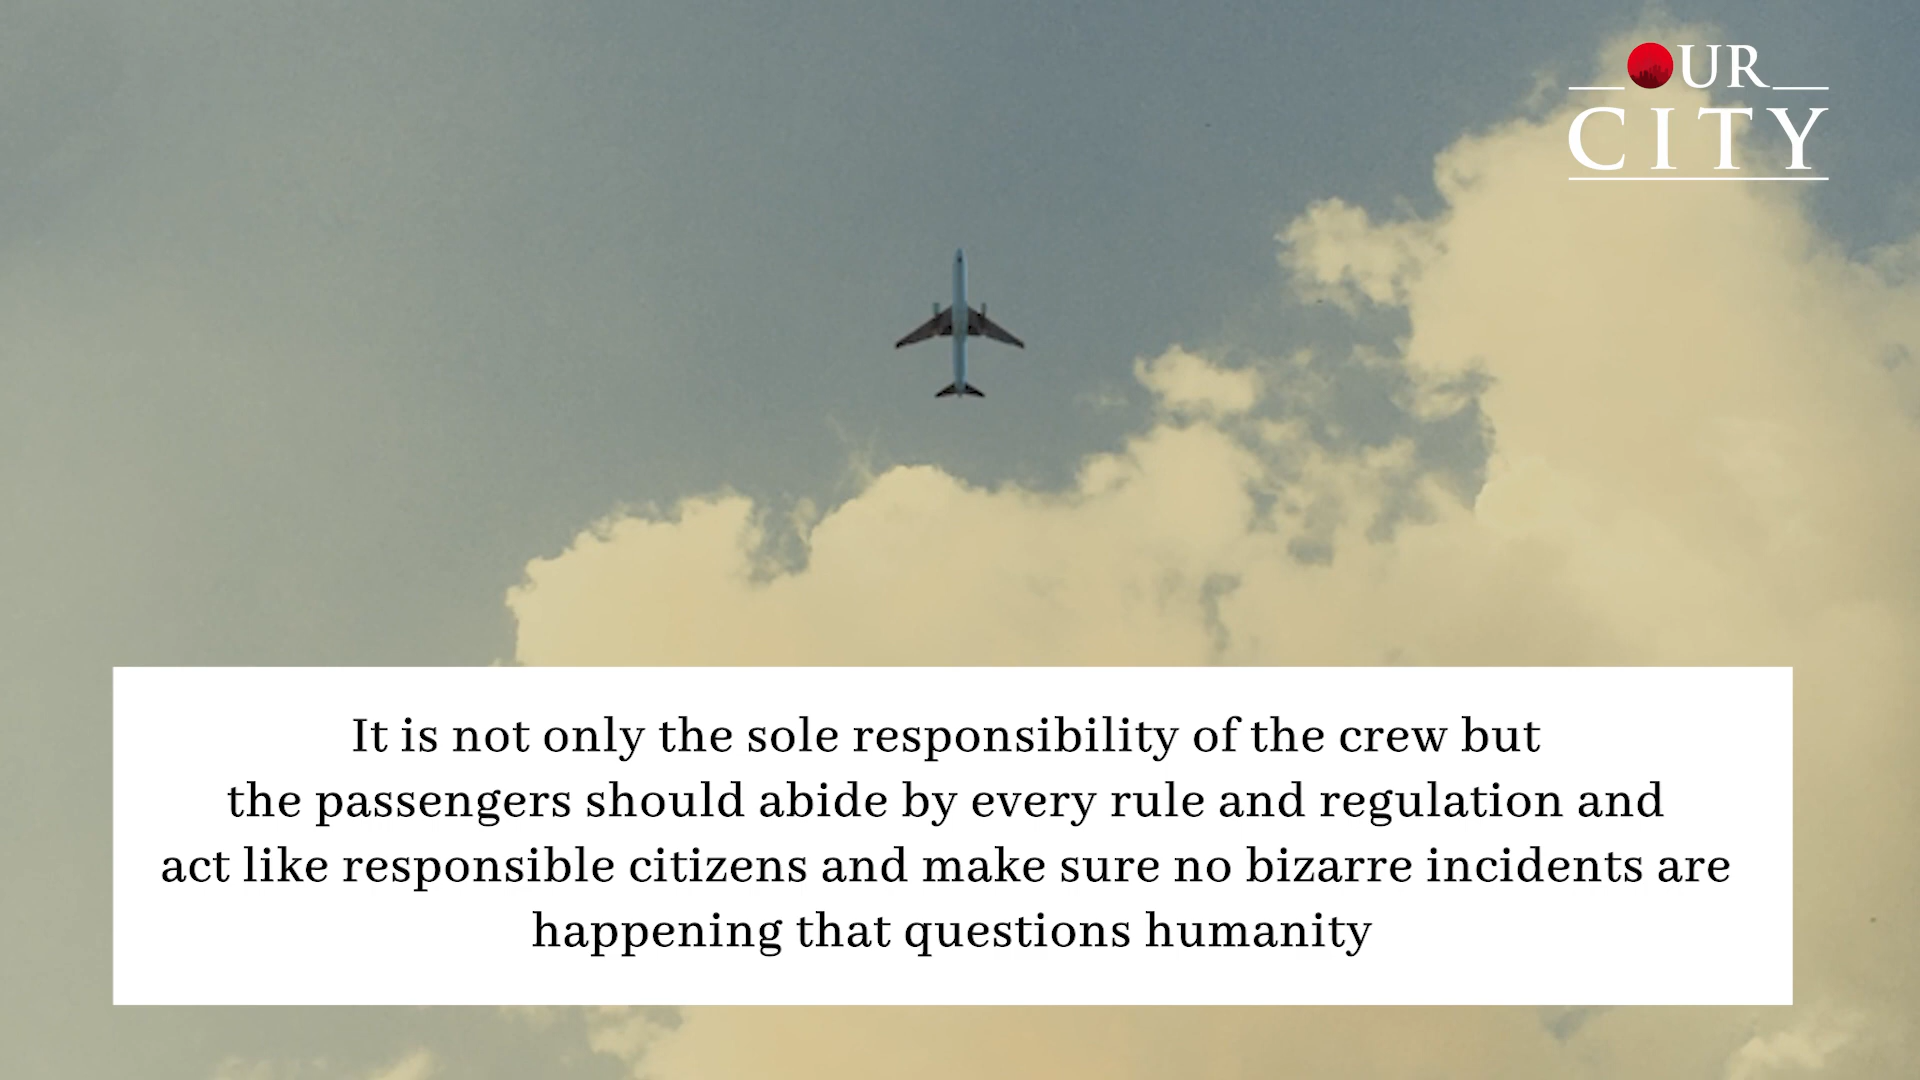 OUR
CITY
It is not only the sole responsibility of the crew but
the passengers should abide by every rule and regulation and
act like responsible citizens and make sure no bizarre incidents are
happening that questions humanity